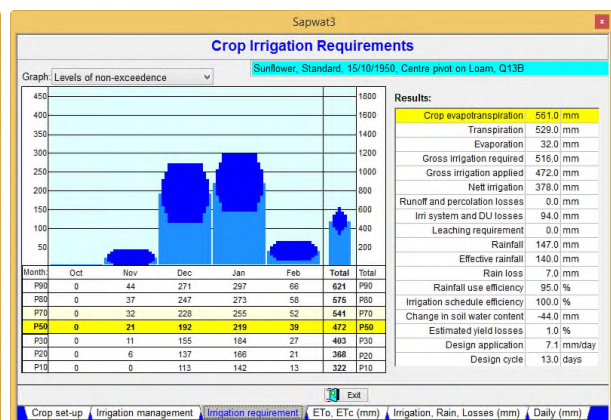 Sapwat3
x
Crop Irrigation Requirements
Graph: Levels of non-exceedence
Sunflower, Standard, 15/10/1950, Centre pivot on Loam, Q13B
450 1800
400 1600
350 1400
300 1200
250 1000
200 800
150 600
100 400
50 200
Month: Oct Nov Dec Jan Feb Total Total
P90 0 44 271 297 66 621 P90
P80 0 37 247 273 58 575 P80
P70 0 32 228 255 52 541 P70
P50 0 21 192 219 39 472 P50
P30 0 11 155 184 27 403 P30
P20 0 6 137 166 21 368 P20
P10 0 0 113 142 13 322 P10
Results:
Crop evapotranspiration 561.0 mm
Transpiration 529.0 mm
Evaporation 32.0 mm
Gross irrigation required 516.0 mm
Gross irrigation applied 472.0 mm
Nett irrigation 378.0 mm
Runoff and percolation losses 0.0 mm
Irri system and DU losses 94.0 mm
Leaching requirement 0.0 mm
Rainfall 147.0 mm
Effective rainfall 140.0 mm
Rain loss 7.0 mm
Rainfall use efficiency 95.0 %
Irrigation schedule efficiency 100.0 %
Change in soil water content -44.0 mm
Estimated yield losses 1.0 %
Design application 7.1 mm/day
Design cycle 13.0 days
Exit
Crop set-up Irrigation management Irrigation requirement ETo, ETc (mm) Irrigation, Rain, Losses (mm) Daily (mm)